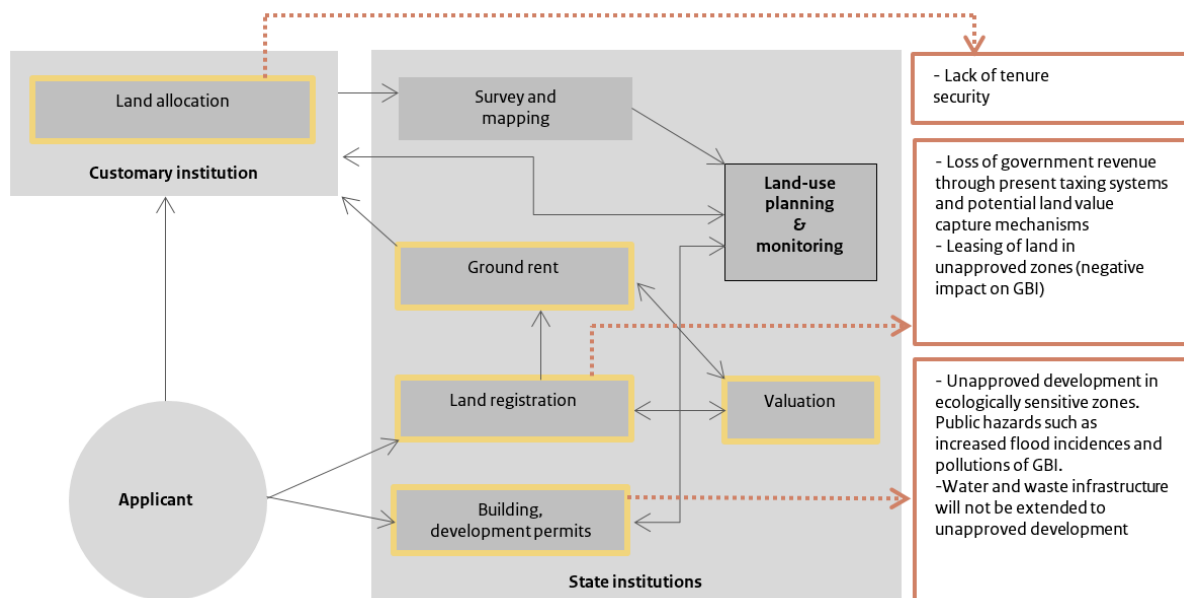 Land allocation
Customary institution
Survey and
mapping
Land-use
planning
&
monitoring
Ground rent
Land registration
Valuation
Applicant
Building,
development permits
State institutions
- Lack of tenure
security
- Loss of government revenue
through present taxing systems
and potential land value
capture mechanisms
- Leasing of land in
unapproved zones (negative
impact on GBI)
- Unapproved development in
ecologically sensitive zones.
Public hazards such as
increased flood incidences and
pollutions of GBI.
-Water and waste infrastructure
will not be extended to
unapproved development